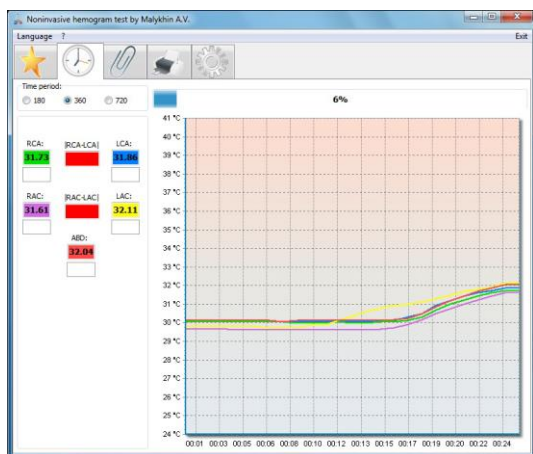 Noninvasive hemogram test by Malykhin A.V.
Language ? Exit
Time period:
180 360 720
6%
RCA: |RCA-LCA| LCA:
31.73 31.86
RAC: |RAC-LAC| LAC:
31.61 32.11
ABD:
32.04
41 °C
40 °C
39 °C
38 °C
37 °C
36 °C
35 °C
34 °C
33 °C
32 °C
31 °C
30 °C
29 °C
28 °C
27 °C
26 °C
25 °C
24 °C
00:01 00:03 00:05 00:06 00:08 00:10 00:12 00:13 00:15 00:17 00:19 00:20 00:22 00:24